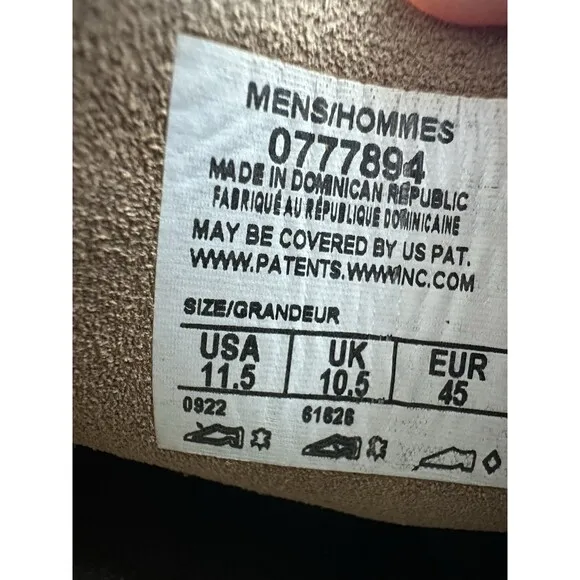 MENS/HOMMES
0777894
MADE IN DOMINICAN REPUBLIC
FABRIQUÉ AU RÉPUBLIQUE DOMINICAINE
MAY BE COVERED BY US PAT.
WWW.PATENTS.WWWINC.COM
SIZE/GRANDEUR
USA UK EUR
11.5 10.5 45
0922 61626